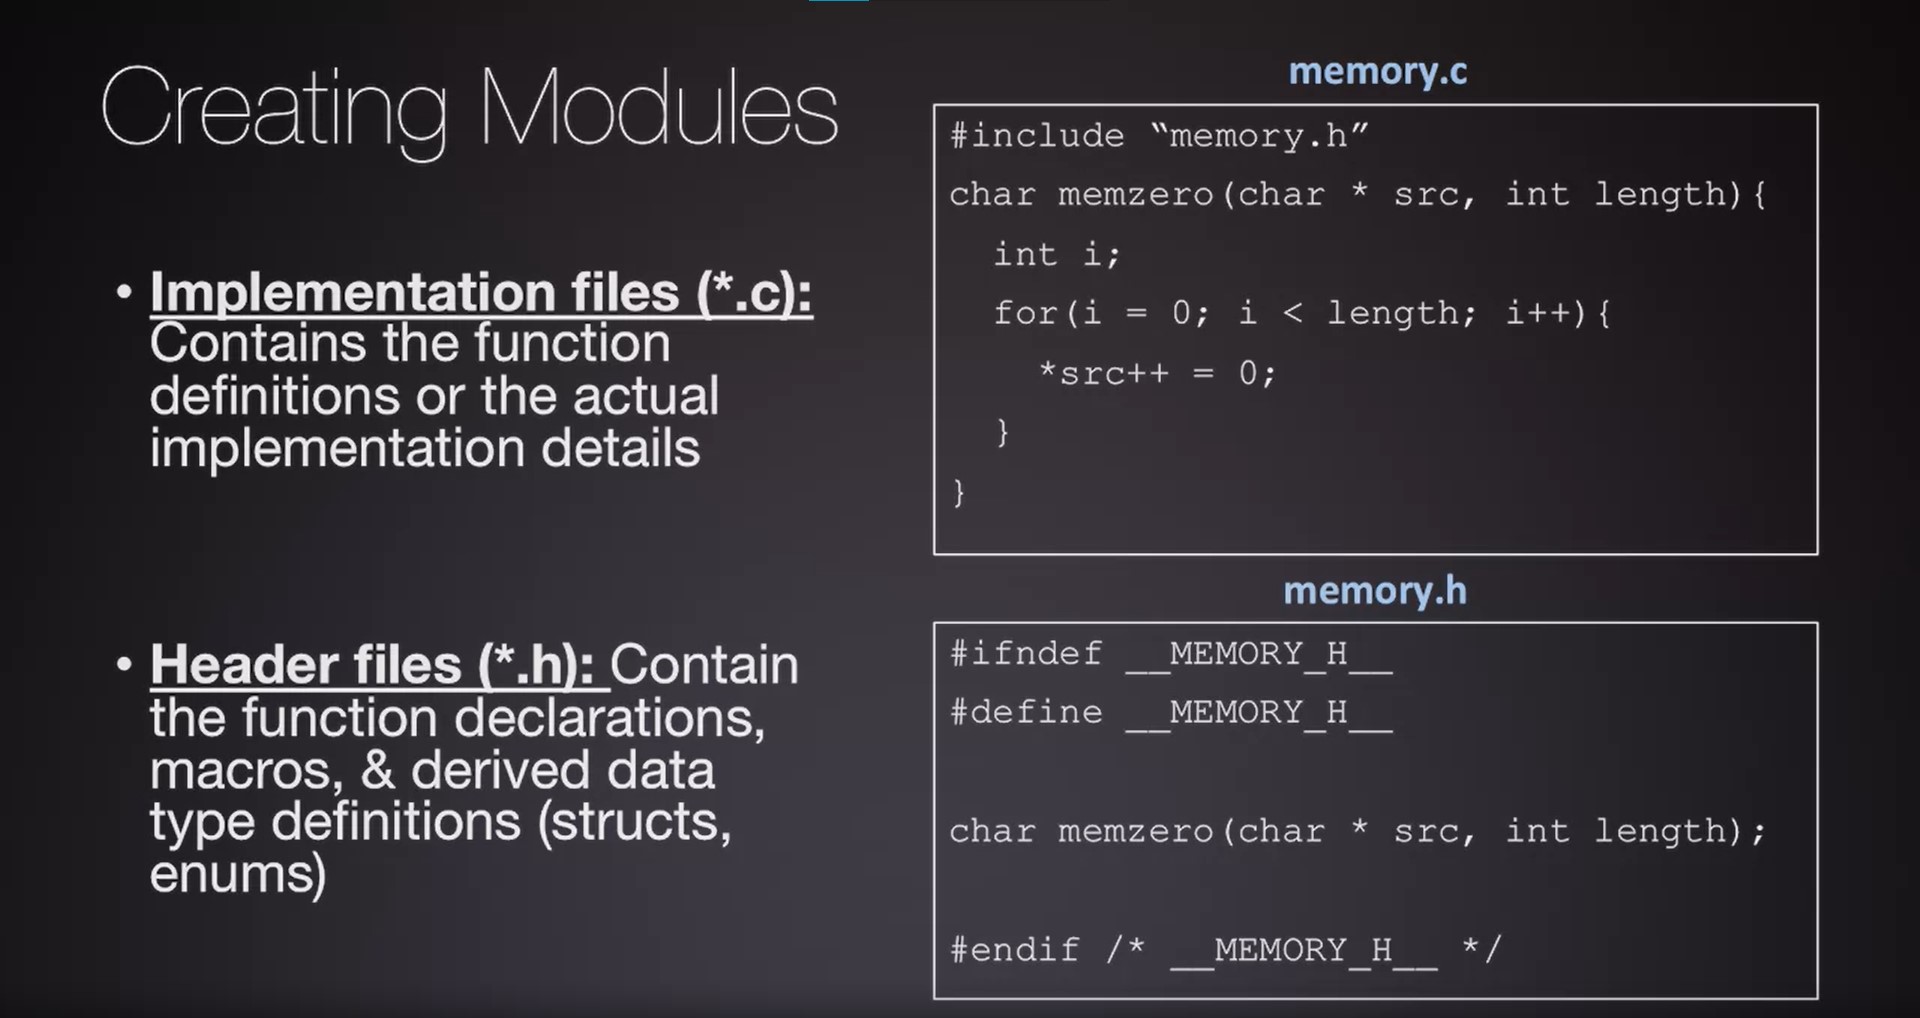 Creating Modules
• Implementation files (*.c):
Contains the function
definitions or the actual
implementation details
• Header files (*.h): Contain
the function declarations,
macros, & derived data
type definitions (structs,
enums)
memory.c
#include “memory.h”
char memzero(char * src, int length){
  int i;
  for(i = 0; i < length; i++){
    *src++ = 0;
  }
}
memory.h
#ifndef __MEMORY_H__
#define __MEMORY_H__
char memzero(char * src, int length);
#endif /* __MEMORY_H__ */